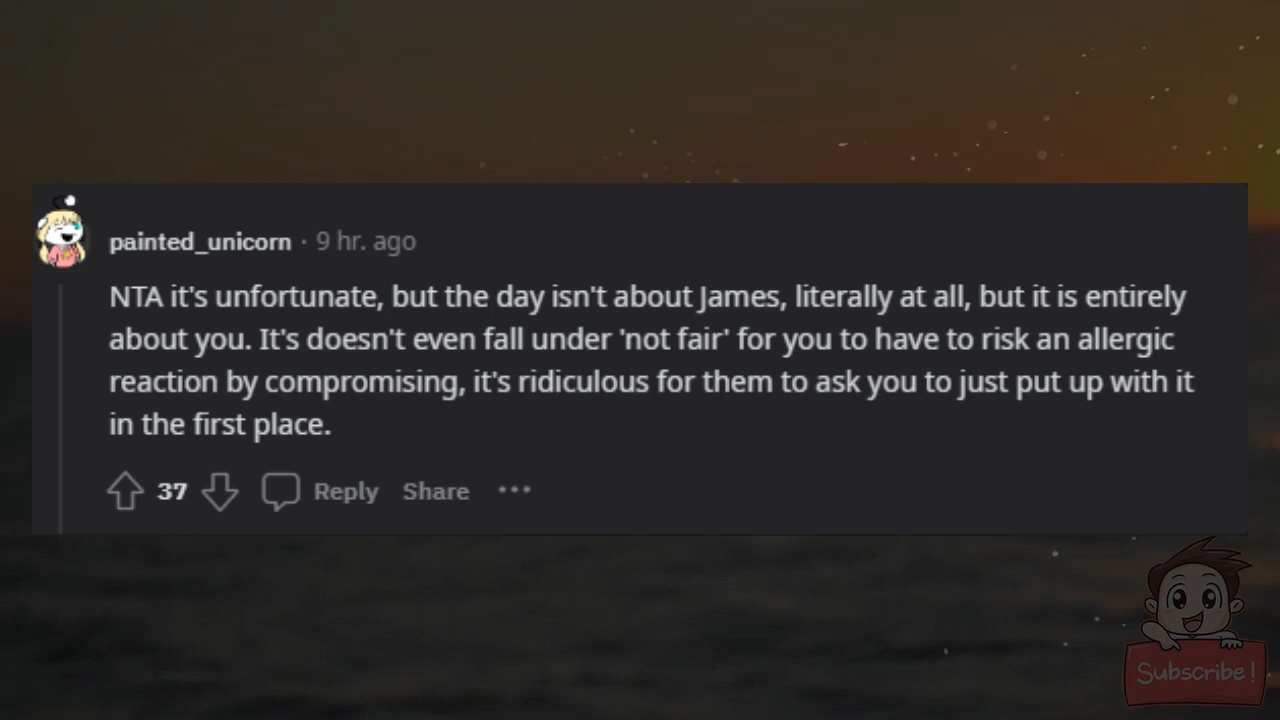 painted_unicorn · 9 hr. ago
NTA it's unfortunate, but the day isn't about James, literally at all, but it is entirely
about you. It's doesn't even fall under 'not fair' for you to have to risk an allergic
reaction by compromising, it's ridiculous for them to ask you to just put up with it
in the first place.
37 Reply Share ···
Subscribe!